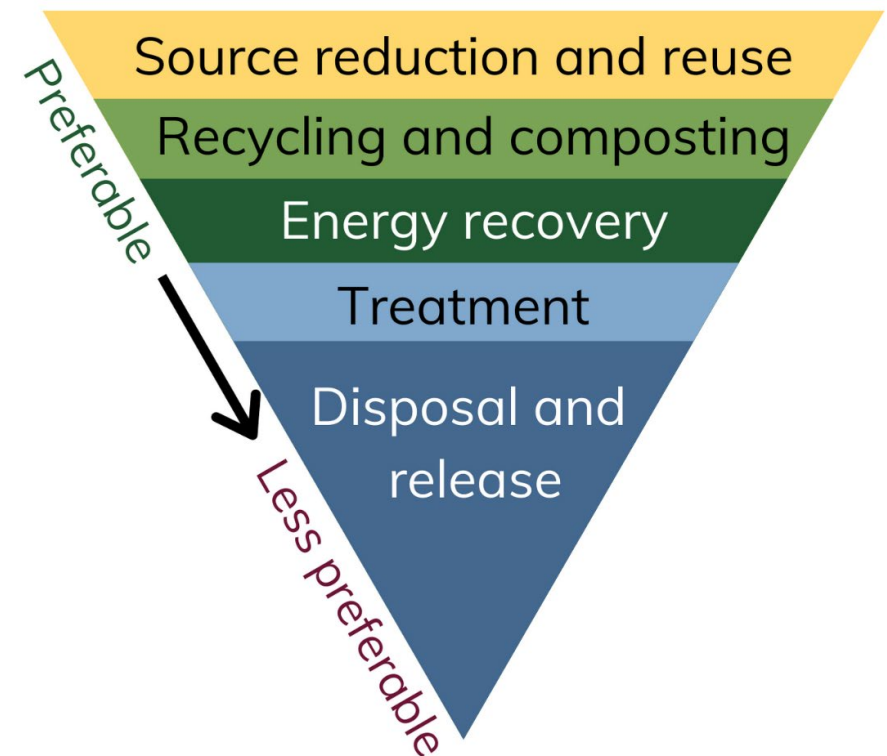 Source reduction and reuse
Recycling and composting
Energy recovery
Treatment
Disposal and
release
Preferable
Less preferable